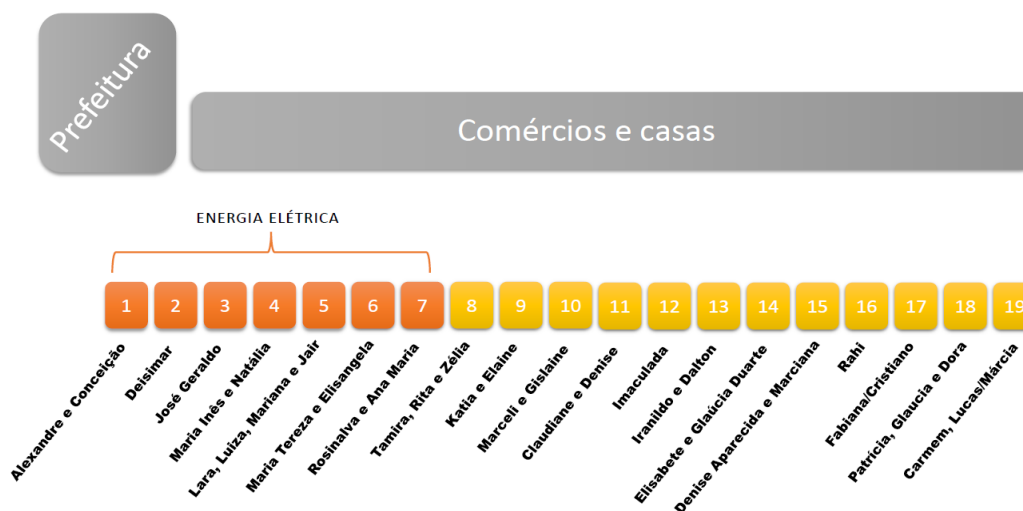 Prefeitura
Comércios e casas
ENERGIA ELÉTRICA
1 2 3 4 5 6 7 8 9 10 11 12 13 14 15 16 17 18 19
Alexandre e Conceição
Deisimar
José Geraldo
Maria Inês e Natália
Lara, Luiza, Mariana e Jair
Maria Tereza e Elisangela
Rosinalva e Ana Maria
Tamira, Rita e Zélia
Katia e Elaine
Marceli e Gislaine
Claudiane e Denise
Imaculada
Iranildo e Dalton
Elisabete e Glaúcia Duarte
Denise Aparecida e Marciana
Rahi
Fabiana/Cristiano
Patrícia, Glaucia e Dora
Carmem, Lucas/Márcia